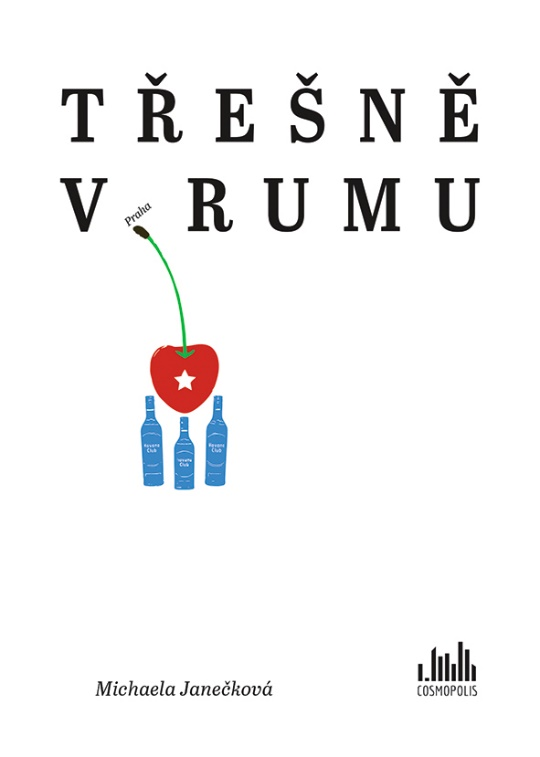 TŘEŠNĚ
V RUMU
Praha
Havana
Club
Havana
Club
Havana
Club
Michaela Janečková
COSMOPOLIS